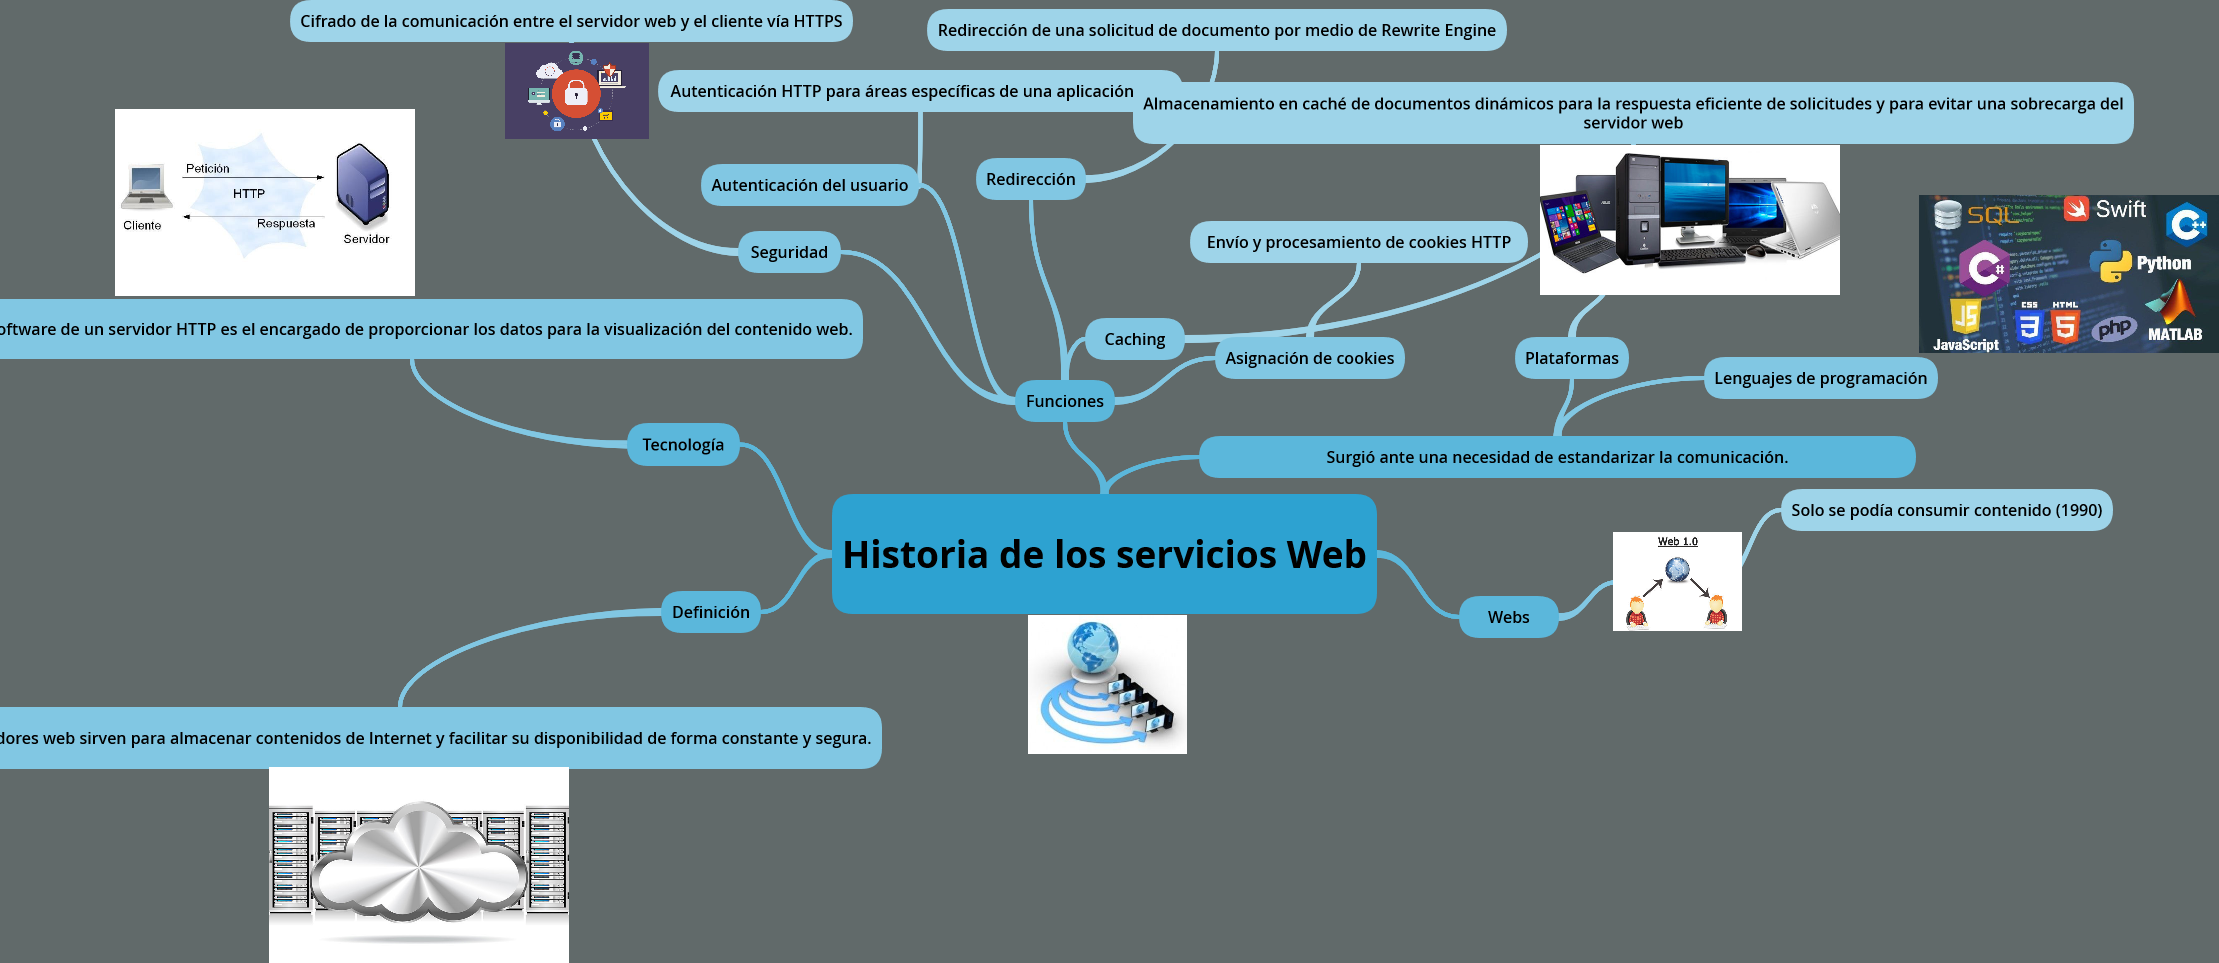 Cifrado de la comunicación entre el servidor web y el cliente vía HTTPS
Redirección de una solicitud de documento por medio de Rewrite Engine
Autenticación HTTP para áreas específicas de una aplicación
Almacenamiento en caché de documentos dinámicos para la respuesta eficiente de solicitudes y para evitar una sobrecarga del
servidor web
Petición
HTTP
Respuesta
Cliente
Servidor
Autenticación del usuario
Redirección
Seguridad
Envío y procesamiento de cookies HTTP
SQL
Swift
C++
C#
Python
JS
JavaScript
CSS
3
HTML
5
php
MATLAB
oftware de un servidor HTTP es el encargado de proporcionar los datos para la visualización del contenido web.
Caching
Asignación de cookies
Plataformas
Lenguajes de programación
Funciones
Tecnología
Surgió ante una necesidad de estandarizar la comunicación.
Historia de los servicios Web
Solo se podía consumir contenido (1990)
Web 1.0
Webs
Definición
dores web sirven para almacenar contenidos de Internet y facilitar su disponibilidad de forma constante y segura.